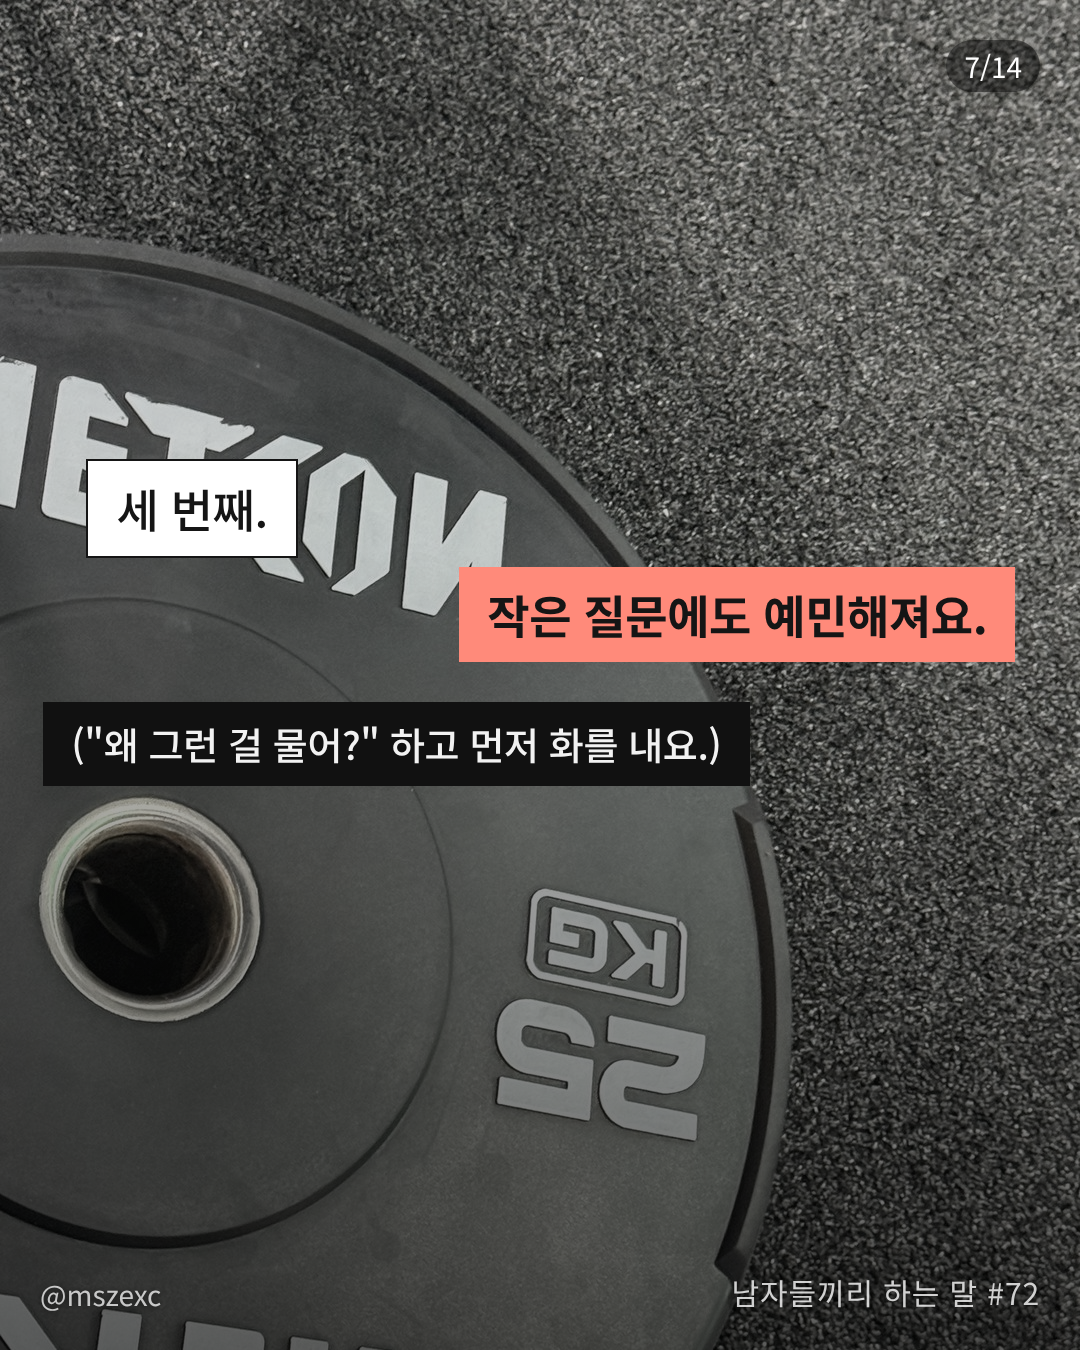 7/14
METCON
세 번째.
작은 질문에도 예민해져요.
("왜 그런 걸 물어?" 하고 먼저 화를 내요.)
KG
25
@mszexc
남자들끼리 하는 말 #72